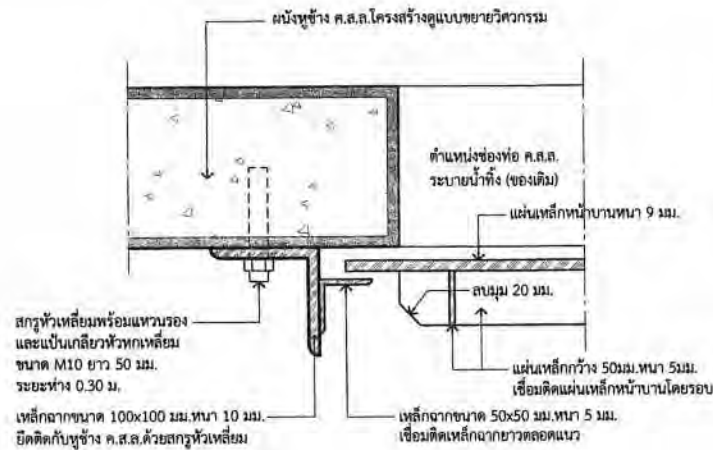 ผนังหูช้าง ค.ส.ล.โครงสร้างดูแบบขยายวิศวกรรม
ตำแหน่งช่องท่อ ค.ส.ล.
ระบายน้ำทิ้ง (ของเดิม)
แผ่นเหล็กหน้าบานหนา 9 มม.
ลบมุม 20 มม.
สกรูหัวเหลี่ยมพร้อมแหวนรอง
และแป้นเกลียวหัวหกเหลี่ยม
ขนาด M10 ยาว 50 มม.
ระยะห่าง 0.30 ม.
แผ่นเหล็กกว้าง 50มม.หนา 5มม.
เชื่อมติดแผ่นเหล็กหน้าบานโดยรอบ
เหล็กฉากขนาด 100x100 มม.หนา 10 มม.
ยึดติดกับหูช้าง ค.ส.ล.ด้วยสกรูหัวเหลี่ยม
เหล็กฉากขนาด 50x50 มม.หนา 5 มม.
เชื่อมติดเหล็กฉากยาวตลอดแนว